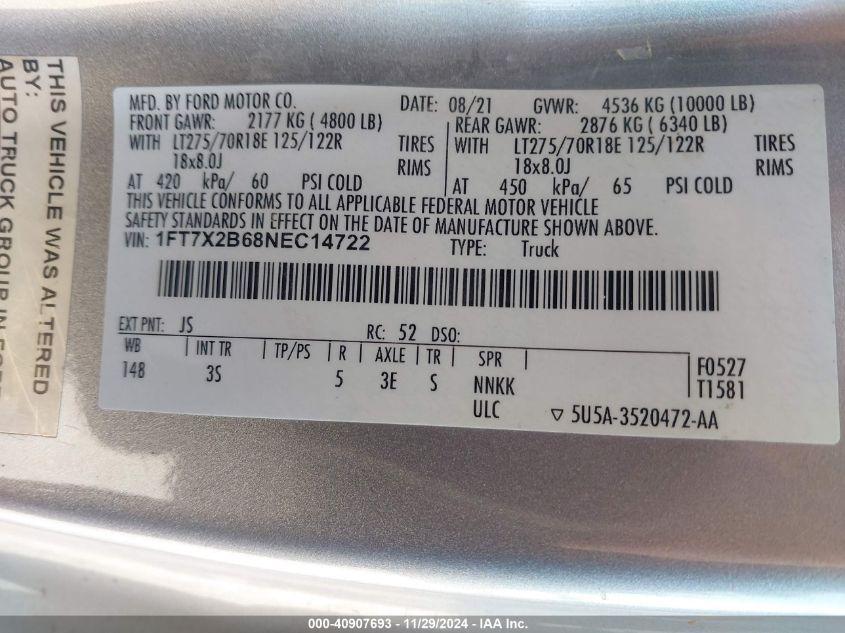 THIS VEHICLE WAS ALTERED
BY:
AUTO TRUCK GROUP IN
MFD. BY FORD MOTOR CO.
DATE: 08/21
GVWR: 4536 KG (10000 LB)
FRONT GAWR: 2177 KG ( 4800 LB)
REAR GAWR: 2876 KG ( 6340 LB)
WITH LT275/70R18E 125/122R TIRES
WITH LT275/70R18E 125/122R TIRES
18x8.0J RIMS
18x8.0J RIMS
AT 420 kPa/ 60 PSI COLD
AT 450 kPa/ 65 PSI COLD
THIS VEHICLE CONFORMS TO ALL APPLICABLE FEDERAL MOTOR VEHICLE
SAFETY STANDARDS IN EFFECT ON THE DATE OF MANUFACTURE SHOWN ABOVE.
VIN: 1FT7X2B68NEC14722 TYPE: Truck
EXT PNT: JS RC: 52 DSO:
WB | INT TR | TP/PS | R | AXLE | TR | SPR | F0527
148 3S 5 3E S NNKK T1581
ULC ▽ 5U5A-3520472-AA
000-40907693 - 11/29/2024 - IAA Inc.